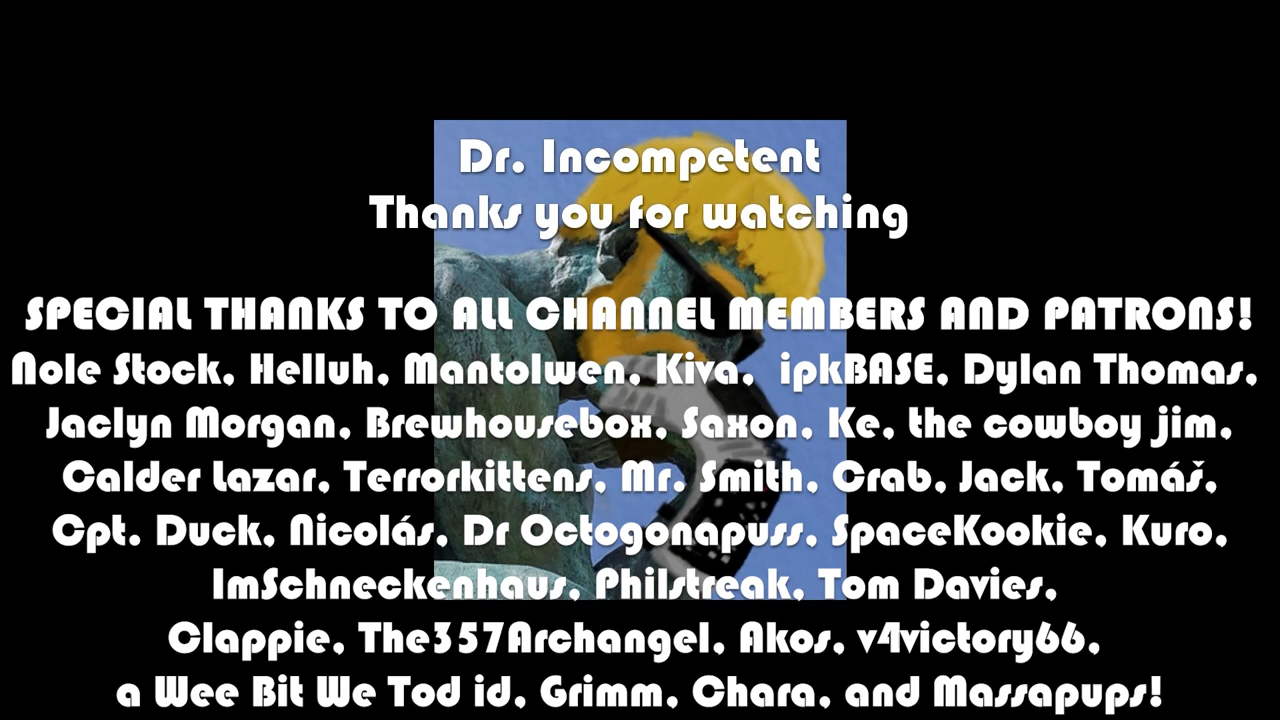 Dr. Incompetent
Thanks you for watching
SPECIAL THANKS TO ALL CHANNEL MEMBERS AND PATRONS!
Nole Stock, Helluh, Mantolwen, Kiva, ipkBASE, Dylan Thomas,
Jaclyn Morgan, Brewhousebox, Saxon, Ke, the cowboy jim,
Calder Lazar, Terrorkittens, Mr. Smith, Crab, Jack, Tomáš,
Cpt. Duck, Nicolás, Dr Octogonapuss, SpaceKookie, Kuro,
ImSchneckenhaus, Philstreak, Tom Davies,
Clappie, The357Archangel, Akos, v4victory66,
a Wee Bit We Tod id, Grimm, Chara, and Massapups!